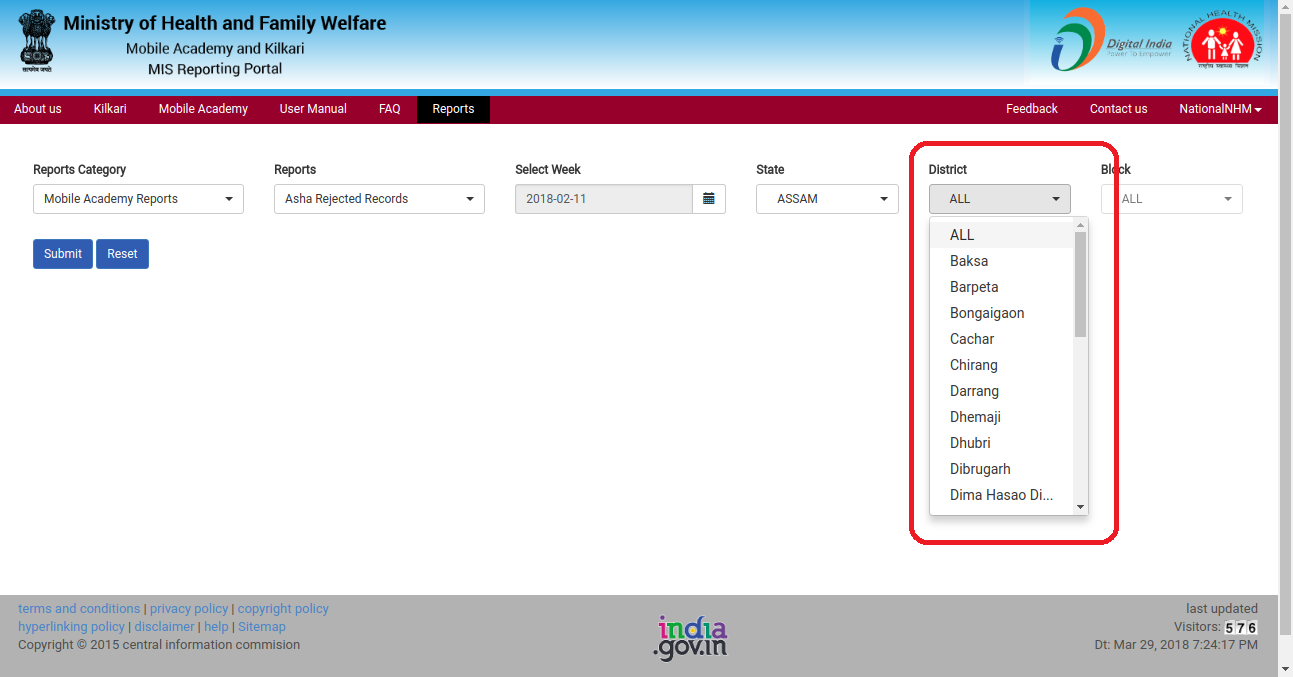 Ministry of Health and Family Welfare
Mobile Academy and Kilkari
MIS Reporting Portal
सत्यमेव जयते
Digital India
Power To Empower
NATIONAL HEALTH MISSION
राष्ट्रीय स्वास्थ्य मिशन
About us Kilkari Mobile Academy User Manual FAQ Reports Feedback Contact us NationalNHM
Reports Category Reports Select Week State District Block
Mobile Academy Reports Asha Rejected Records 2018-02-11 ASSAM ALL ALL
Submit Reset
ALL
Baksa
Barpeta
Bongaigaon
Cachar
Chirang
Darrang
Dhemaji
Dhubri
Dibrugarh
Dima Hasao Di...
terms and conditions | privacy policy | copyright policy
hyperlinking policy | disclaimer | help | Sitemap
Copyright © 2015 central information commision
india
.gov.in
last updated
Visitors: 576
Dt: Mar 29, 2018 7:24:17 PM